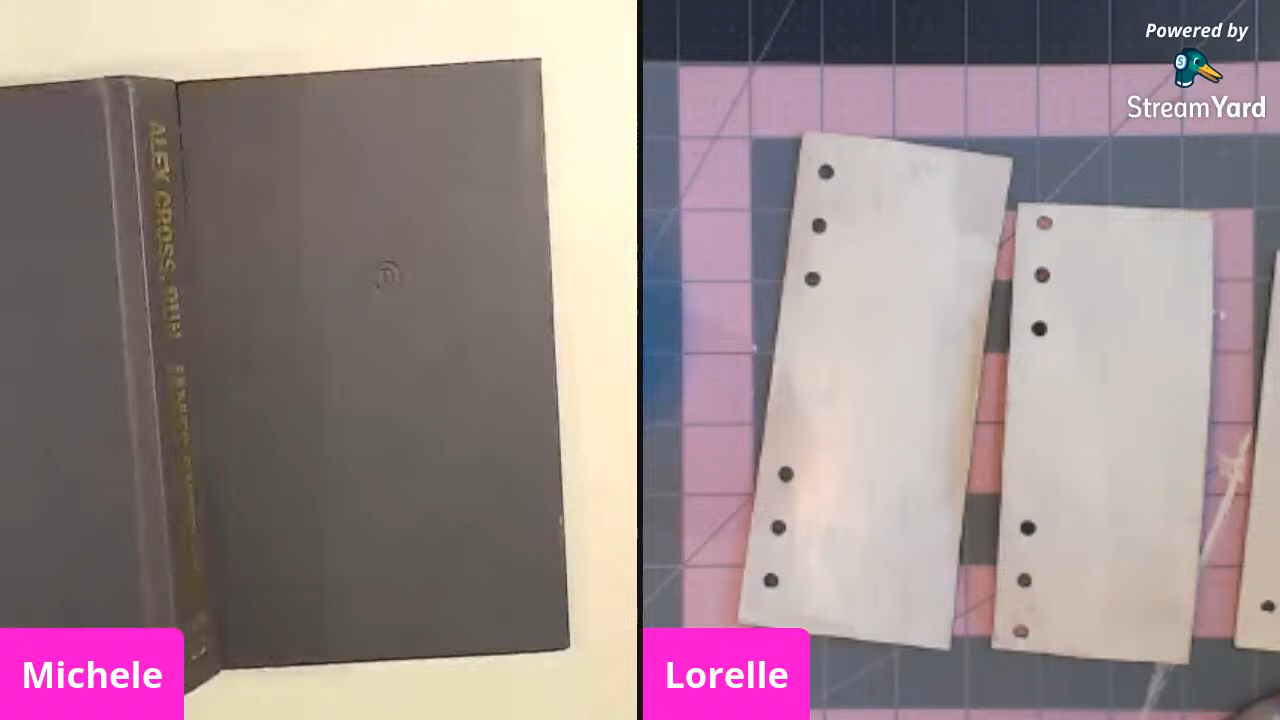 Powered by
StreamYard
ALEX CROSS, RUN
Michele
Lorelle